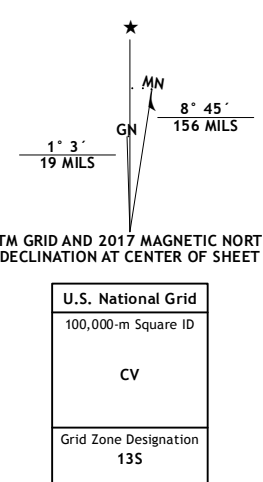 ★
MN
GN
8° 45´
156 MILS
1° 3´
19 MILS
TM GRID AND 2017 MAGNETIC NORT
DECLINATION AT CENTER OF SHEET
U.S. National Grid
100,000-m Square ID
CV
Grid Zone Designation
13S